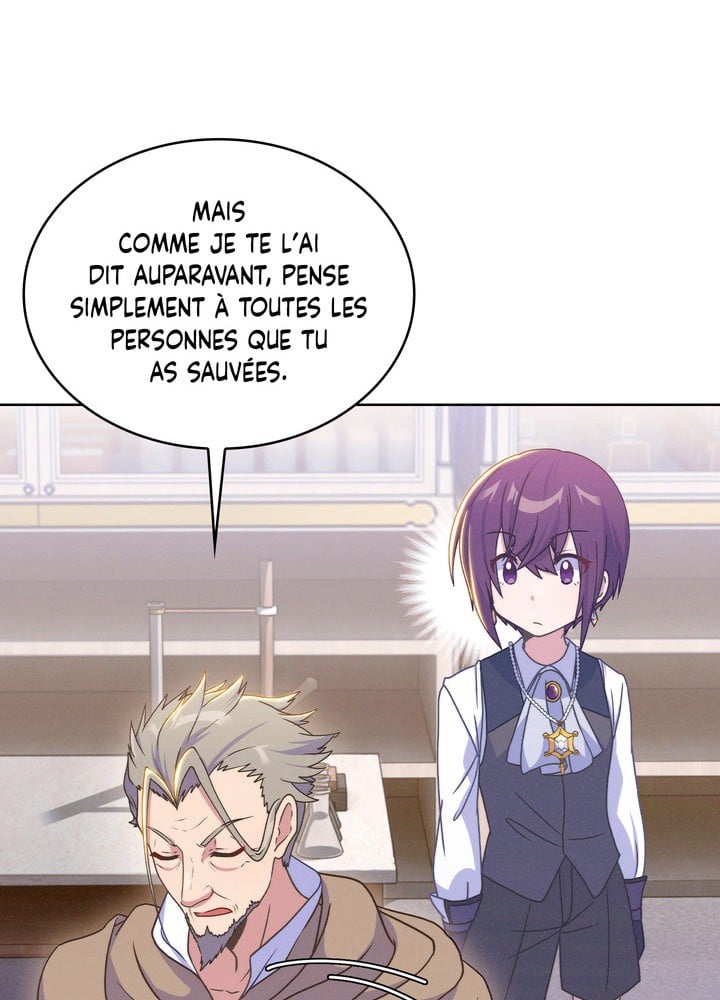 MAIS
COMME JE TE L'AI
DIT AUPARAVANT, PENSE
SIMPLEMENT À TOUTES LES
PERSONNES QUE TU
AS SAUVÉES.